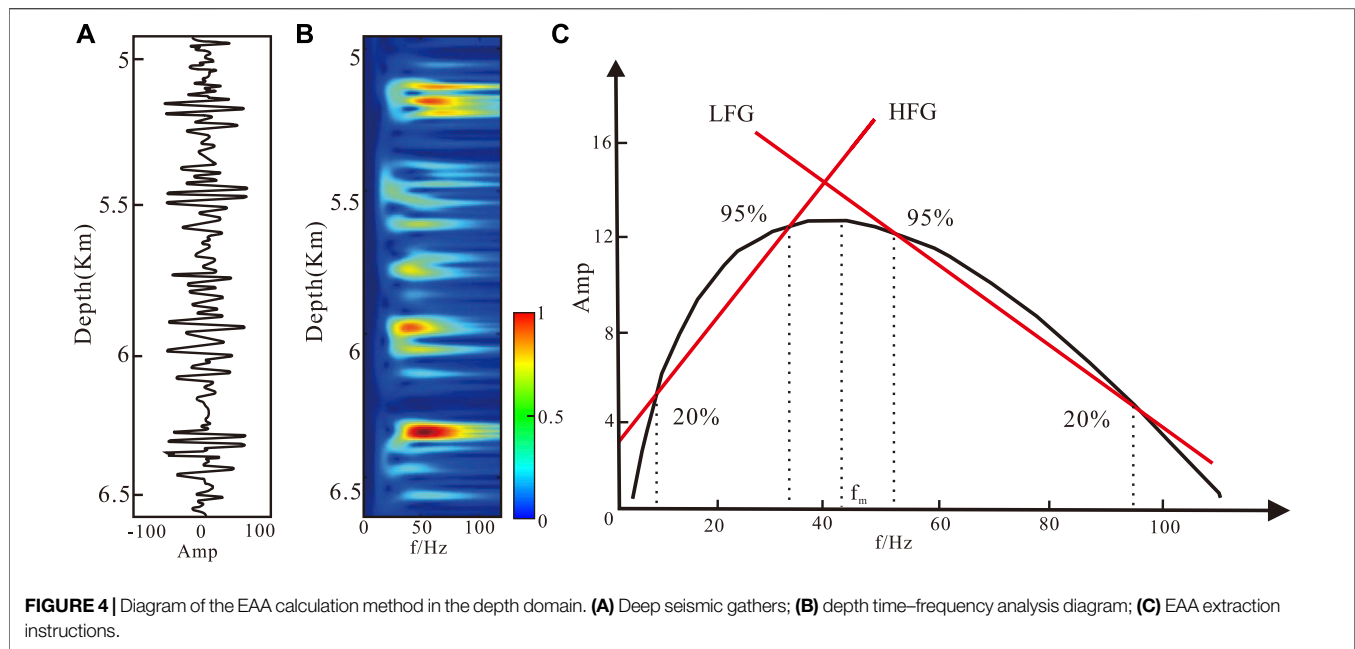 A
B
C
5
5.5
6
6.5
Depth(Km)
-100 0 100
Amp
5
5.5
6
6.5
Depth(Km)
0 50 100
f/Hz
1
0.5
0
LFG
HFG
16
12
8
4
0
Amp
95%
95%
20%
20%
fm
20 40 60 80 100
f/Hz
FIGURE 4 | Diagram of the EAA calculation method in the depth domain. (A) Deep seismic gathers; (B) depth time–frequency analysis diagram; (C) EAA extraction
instructions.